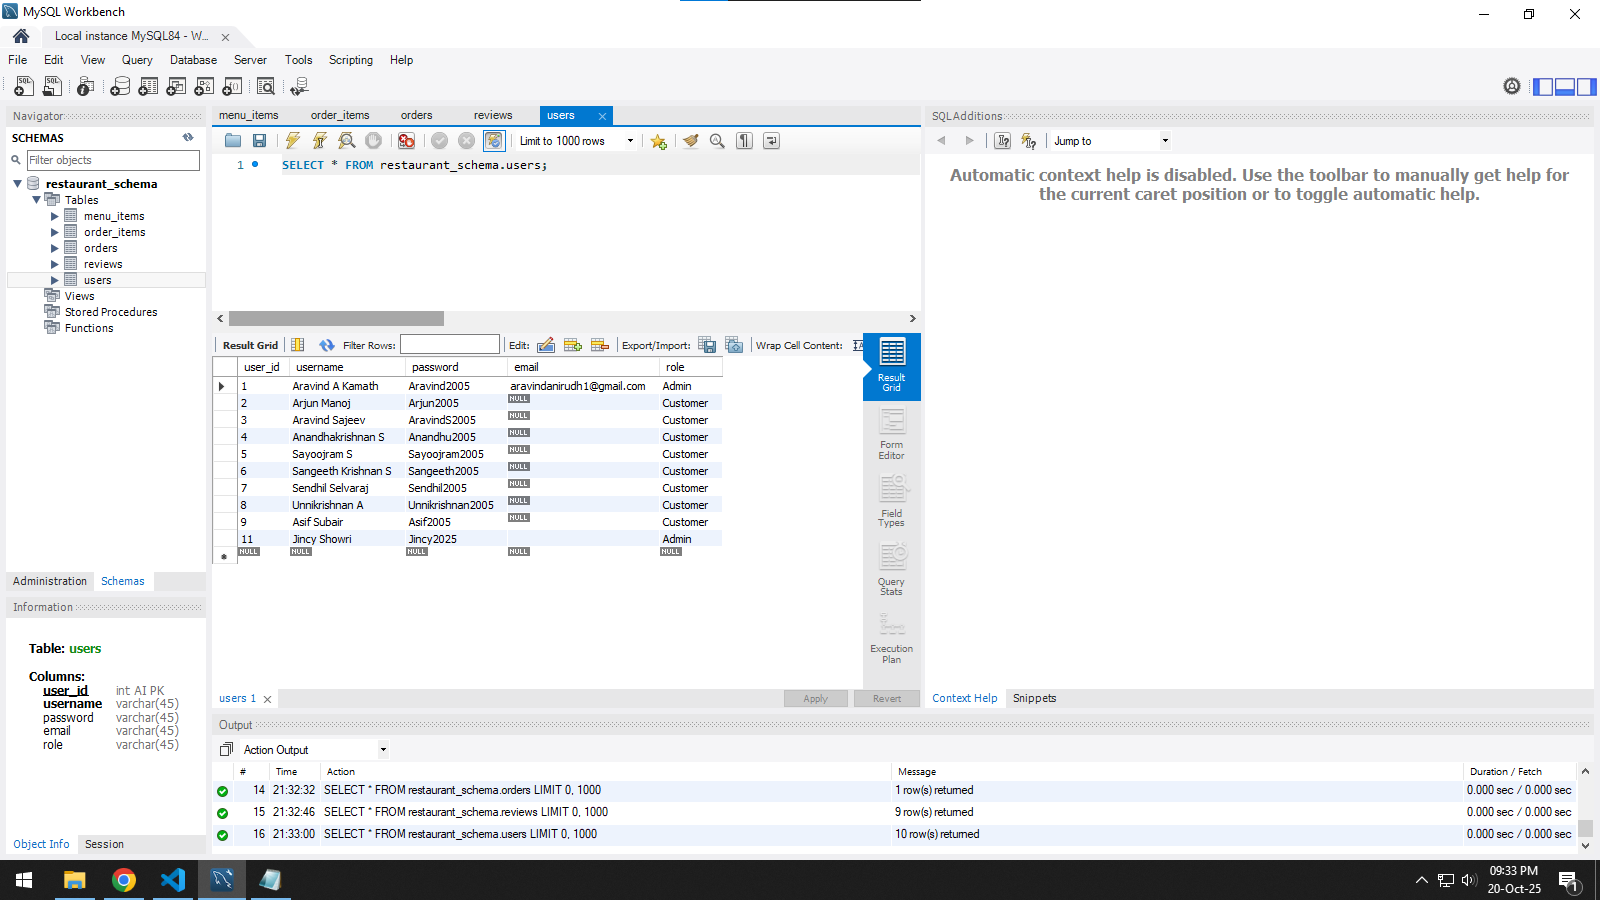 MySQL Workbench
Local instance MySQL84 - W...
File Edit View Query Database Server Tools Scripting Help
Navigator
SCHEMAS
Filter objects
restaurant_schema
Tables
menu_items
order_items
orders
reviews
users
Views
Stored Procedures
Functions
Administration Schemas
Information
Table: users
Columns:
user_id int AI PK
username varchar(45)
password varchar(45)
email varchar(45)
role varchar(45)
Object Info Session
menu_items order_items orders reviews users
Limit to 1000 rows
1 SELECT * FROM restaurant_schema.users;
Result Grid Filter Rows: Edit: Export/Import: Wrap Cell Content:
user_id username password email role
1 Aravind A Kamath Aravind2005 aravindanirudh1@gmail.com Admin
2 Arjun Manoj Arjun2005 NULL Customer
3 Aravind Sajeev AravindS2005 NULL Customer
4 Anandhakrishnan S Anandhu2005 NULL Customer
5 Sayoojram S Sayoojram2005 NULL Customer
6 Sangeeth Krishnan S Sangeeth2005 NULL Customer
7 Sendhil Selvaraj Sendhil2005 NULL Customer
8 Unnikrishnan A Unnikrishnan2005 NULL Customer
9 Asif Subair Asif2005 NULL Customer
11 Jincy Showri Jincy2025 Admin
NULL NULL NULL NULL NULL
Result
Grid
Form
Editor
Field
Types
Query
Stats
Execution
Plan
users 1 Apply Revert
SQLAdditions
Jump to
Automatic context help is disabled. Use the toolbar to manually get help for
the current caret position or to toggle automatic help.
Context Help Snippets
Output
Action Output
# Time Action Message Duration / Fetch
14 21:32:32 SELECT * FROM restaurant_schema.orders LIMIT 0, 1000 1 row(s) returned 0.000 sec / 0.000 sec
15 21:32:46 SELECT * FROM restaurant_schema.reviews LIMIT 0, 1000 9 row(s) returned 0.000 sec / 0.000 sec
16 21:33:00 SELECT * FROM restaurant_schema.users LIMIT 0, 1000 10 row(s) returned 0.000 sec / 0.000 sec
09:33 PM
20-Oct-25
1